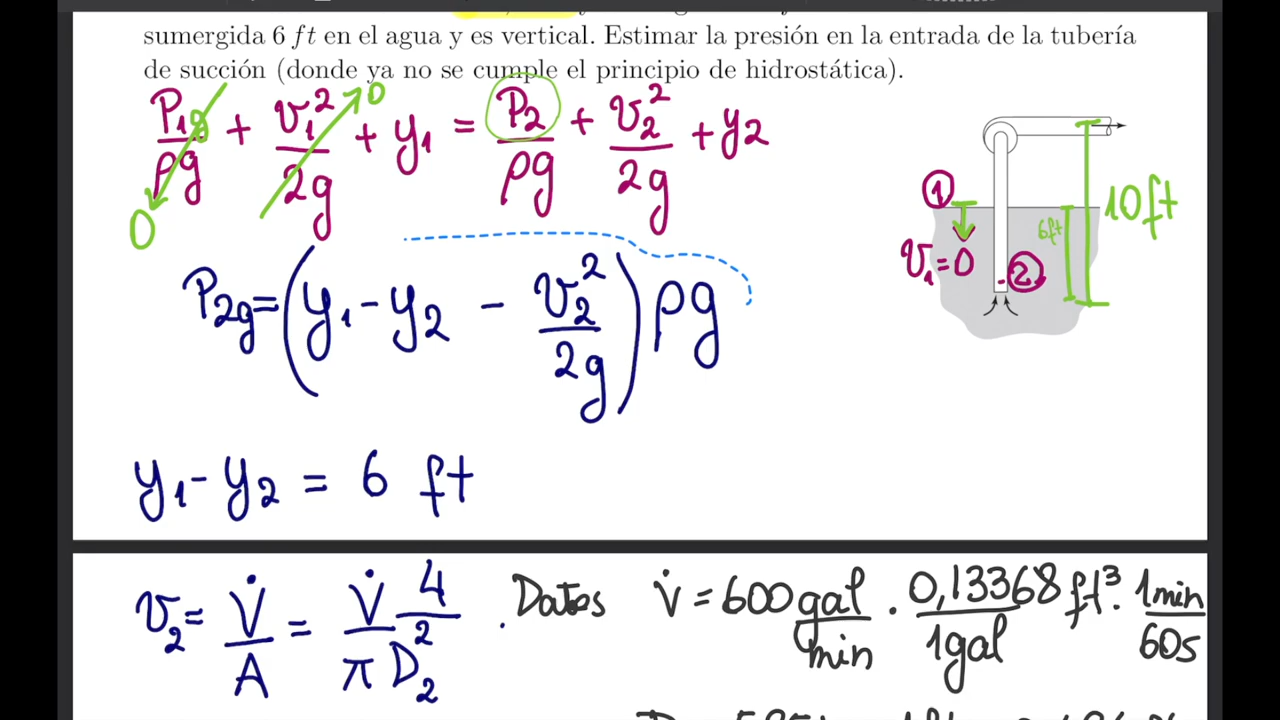 sumergida 6 ft en el agua y es vertical. Estimar la presión en la entrada de la tubería
de succión (donde ya no se cumple el principio de hidrostática).
P₁g/ρg + v₁²/2g + y₁ = P₂/ρg + v₂²/2g + y₂
0
0
P₂g = (y₁ - y₂ - v₂²/2g) ρg
y₁ - y₂ = 6 ft
① v₁ = 0
②
6ft
10ft
v₂ = V̇/A = V̇/π 4/D₂² . Datos V̇ = 600 gal/min . 0,13368 ft³/1gal . 1min/60s